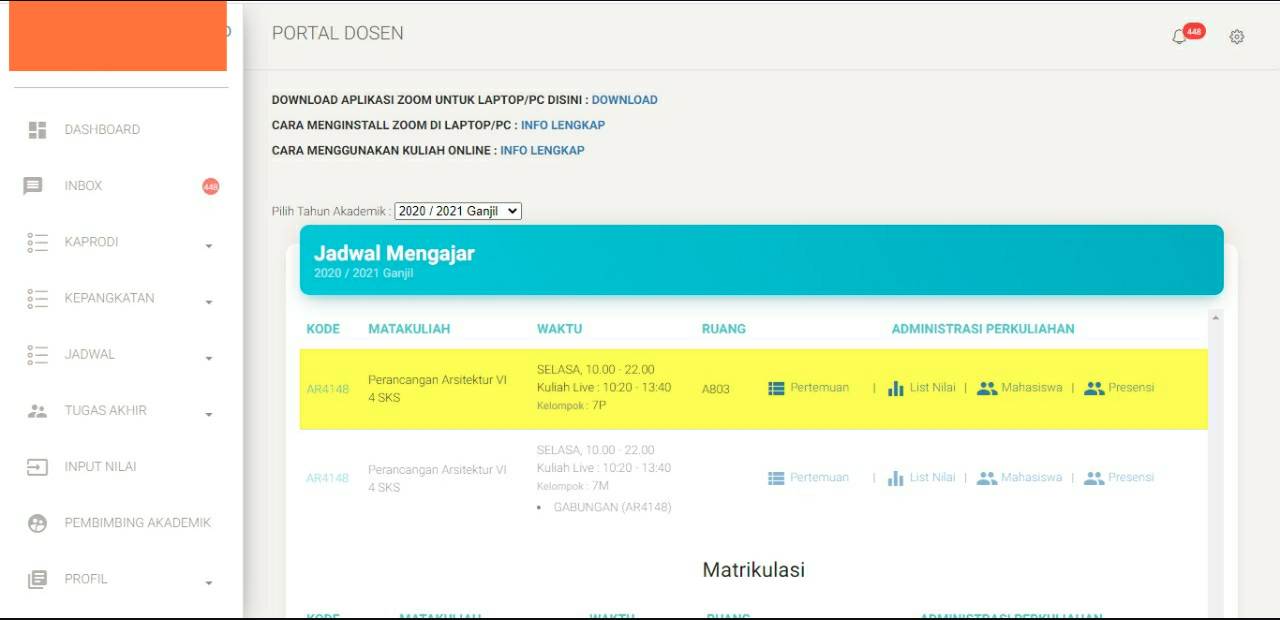 PORTAL DOSEN
448
DOWNLOAD APLIKASI ZOOM UNTUK LAPTOP/PC DISINI : DOWNLOAD
CARA MENGINSTALL ZOOM DI LAPTOP/PC : INFO LENGKAP
CARA MENGGUNAKAN KULIAH ONLINE : INFO LENGKAP
DASHBOARD
INBOX 448
KAPRODI
KEPANGKATAN
JADWAL
TUGAS AKHIR
INPUT NILAI
PEMBIMBING AKADEMIK
PROFIL
Pilih Tahun Akademik : 2020 / 2021 Ganjil
Jadwal Mengajar
2020 / 2021 Ganjil
KODE MATAKULIAH WAKTU RUANG ADMINISTRASI PERKULIAHAN
AR4148 Perancangan Arsitektur VI 4 SKS
SELASA, 10.00 - 22.00
Kuliah Live : 10:20 - 13:40
Kelompok : 7P
A803 Pertemuan | List Nilai | Mahasiswa | Presensi
AR4148 Perancangan Arsitektur VI 4 SKS
SELASA, 10.00 - 22.00
Kuliah Live : 10:20 - 13:40
Kelompok : 7M
• GABUNGAN (AR4148)
Pertemuan | List Nilai | Mahasiswa | Presensi
Matrikulasi
KODE MATAKULIAH WAKTU RUANG ADMINISTRASI PERKULIAHAN